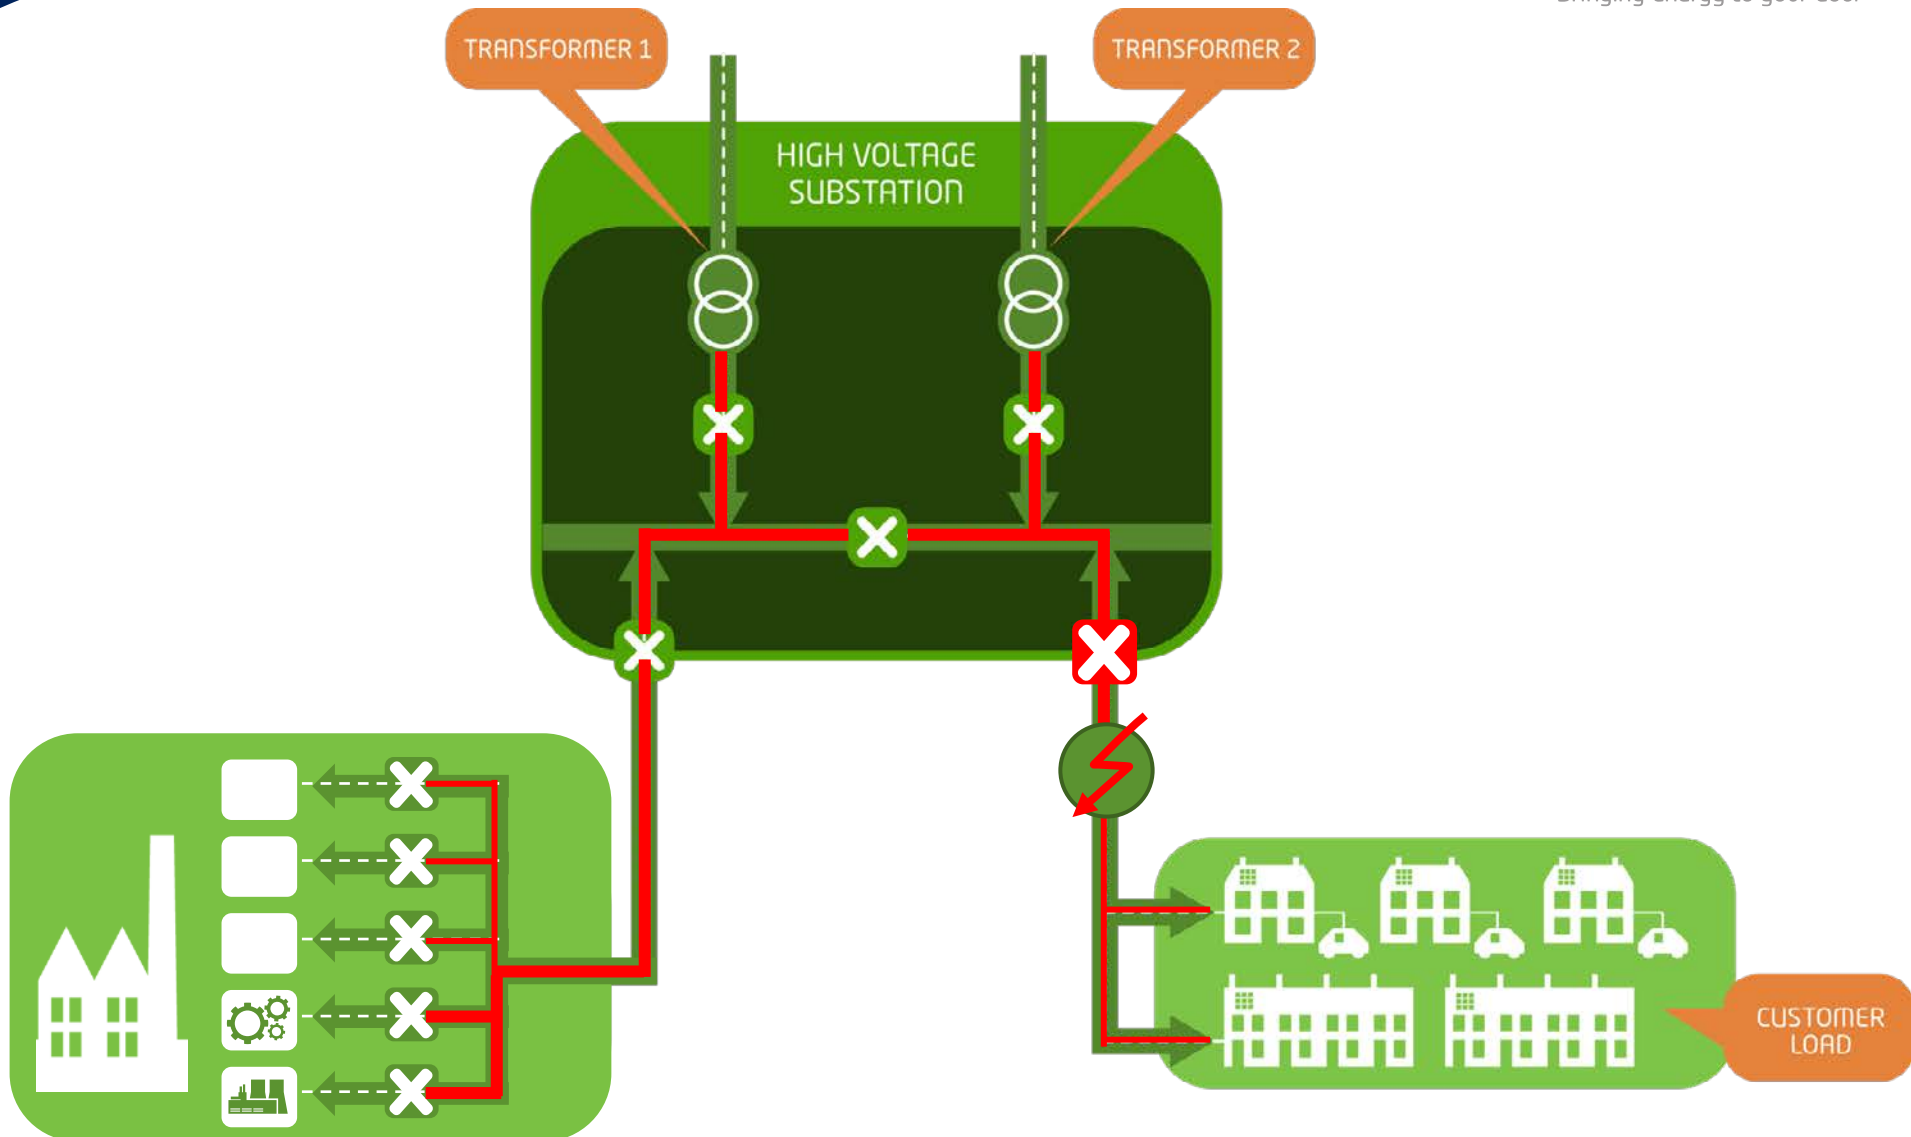 TRANSFORMER 1
TRANSFORMER 2
HIGH VOLTAGE
SUBSTATION
CUSTOMER
LOAD